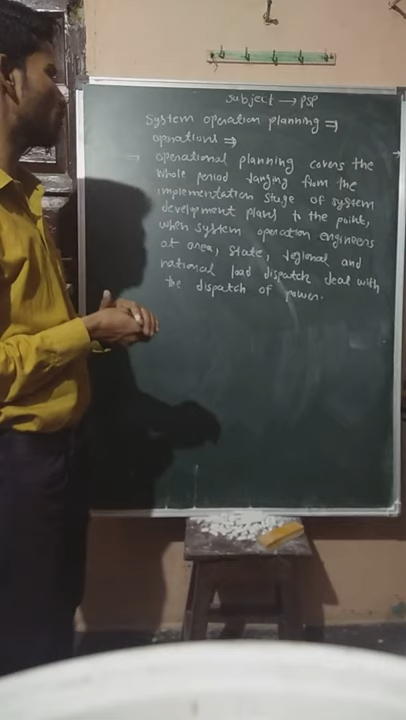 subject → PSP
System operation planning ⇒
operations ⇒
→ operational planning covers the
whole period ranging from the
implementation stage of system
development plans to the point,
when system operation engineers
at area, state, regional and
national load dispatch deal with
the dispatch of power.